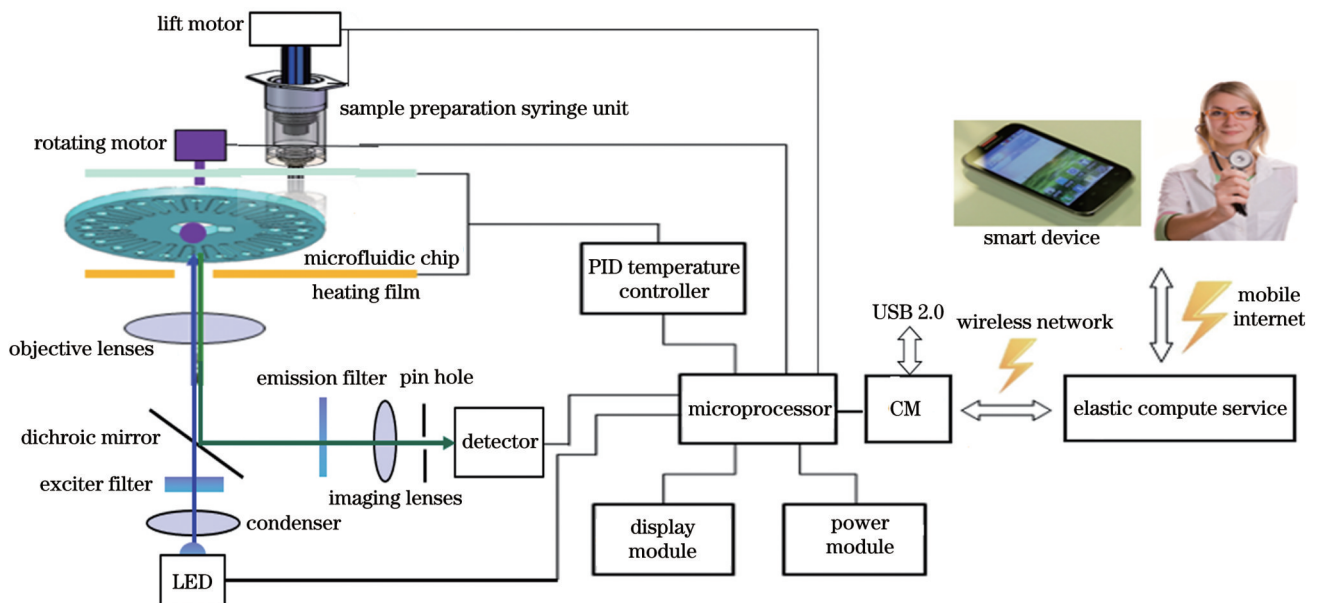 lift motor
sample preparation syringe unit
rotating motor
microfluidic chip
heating film
PID temperature
controller
smart device
mobile
internet
USB 2.0
wireless network
objective lenses
emission filter
pin hole
microprocessor
CM
elastic compute service
dichroic mirror
detector
exciter filter
imaging lenses
condenser
display
module
power
module
LED